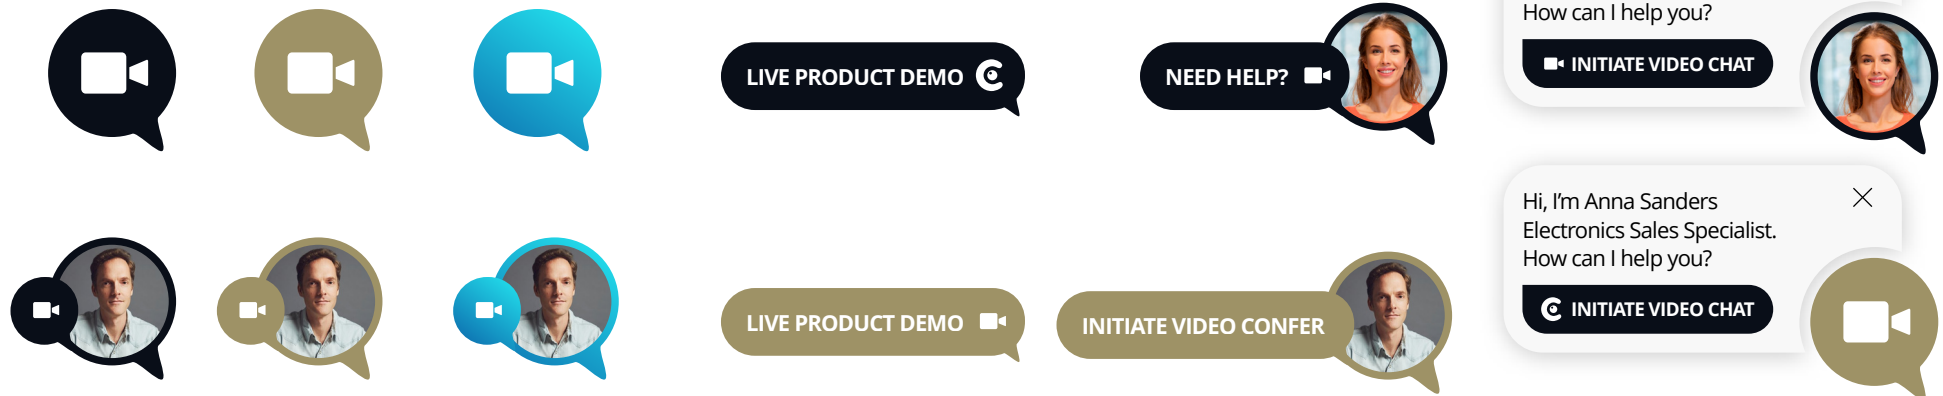 How can I help you?
INITIATE VIDEO CHAT
LIVE PRODUCT DEMO
NEED HELP?
Hi, I'm Anna Sanders
Electronics Sales Specialist.
How can I help you?
INITIATE VIDEO CHAT
LIVE PRODUCT DEMO
INITIATE VIDEO CONFER